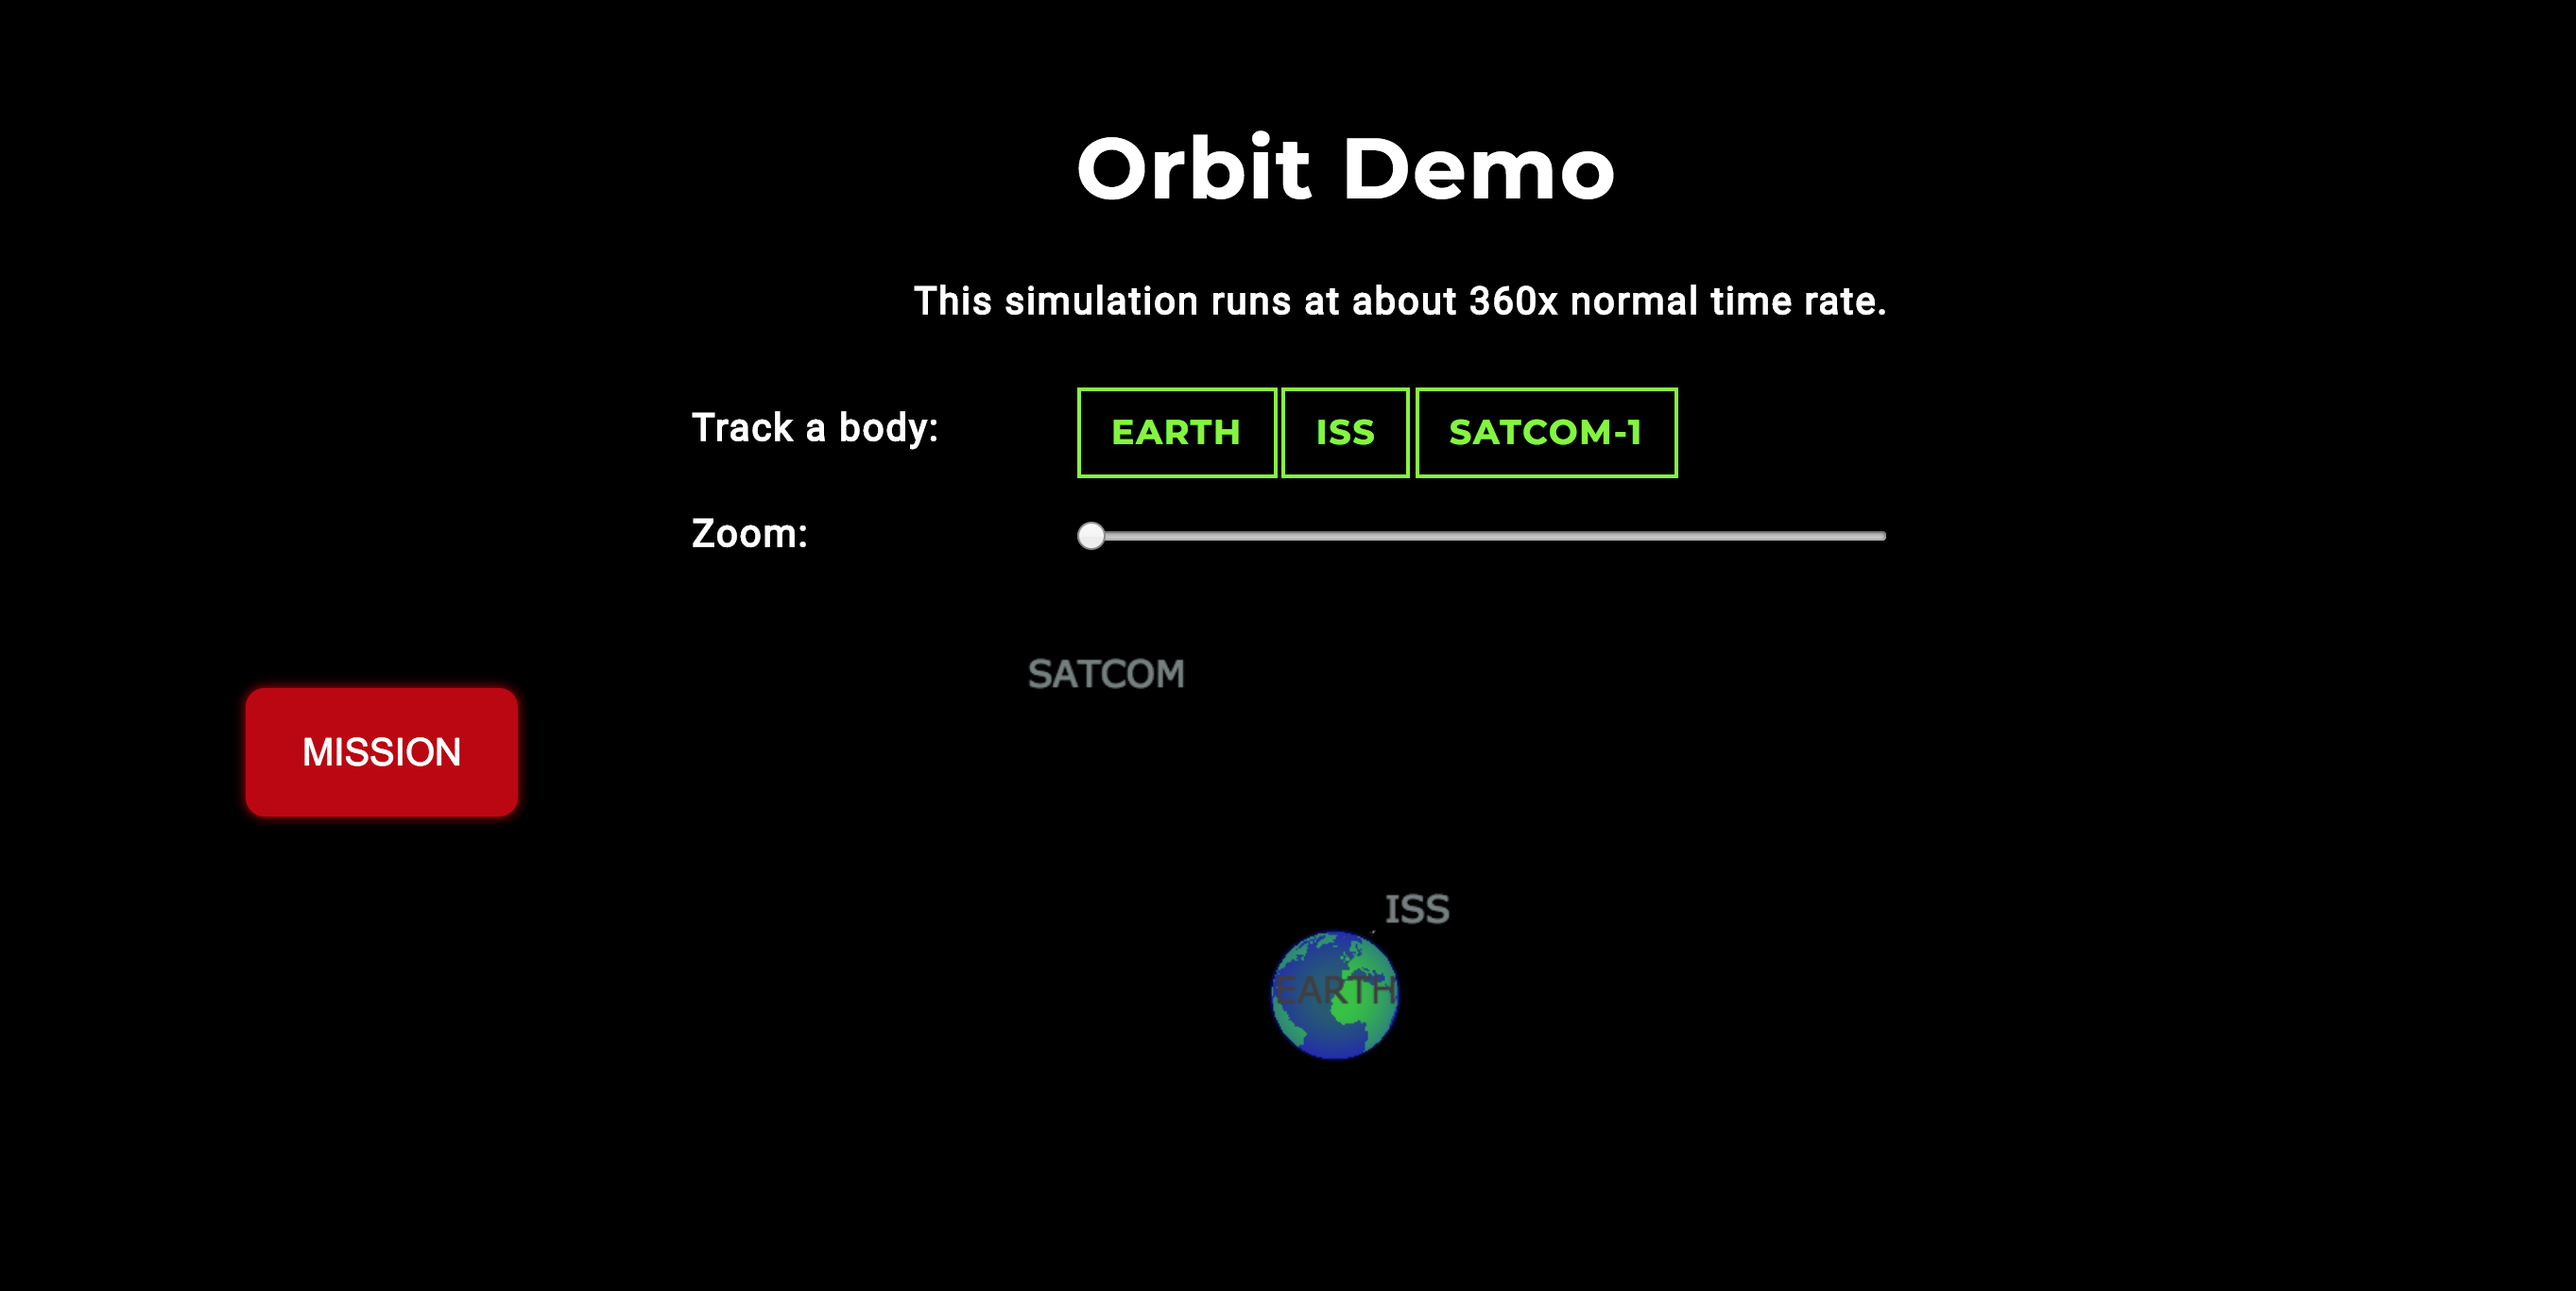 Orbit Demo
This simulation runs at about 360x normal time rate.
Track a body: EARTH ISS SATCOM-1
Zoom:
SATCOM
MISSION
ISS
EARTH